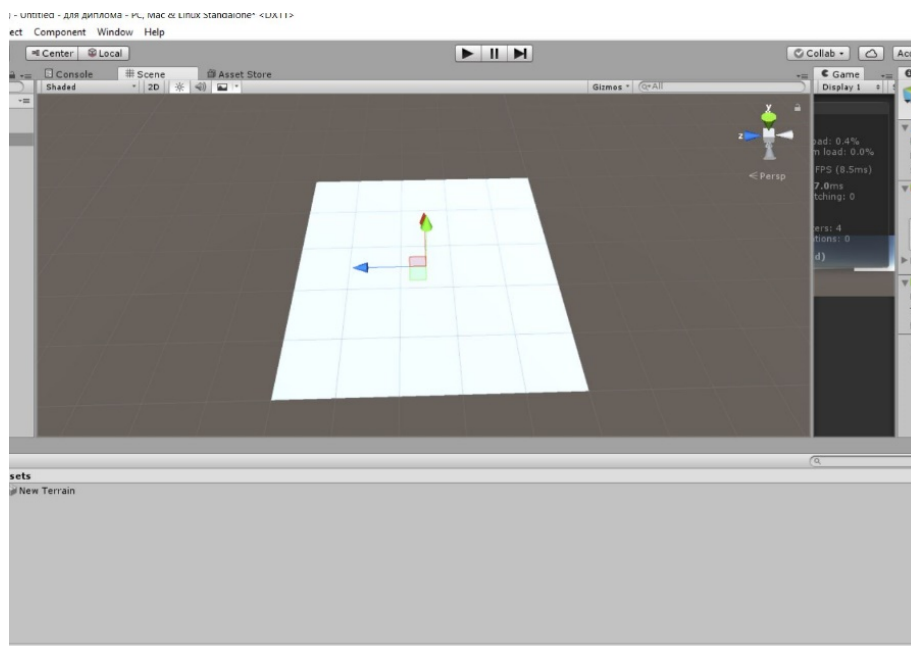 - Untitled - для диплома - PC, Mac & Linux Standalone* <DX11>
ect Component Window Help
Center Local Collab
Console Scene Asset Store Game
Shaded 2D Gizmos All Display 1
y
z
Persp
oad: 0.4%
n load: 0.0%
FPS (8.5ms)
7.0ms
tching: 0
ers: 4
tions: 0
d)
sets
New Terrain